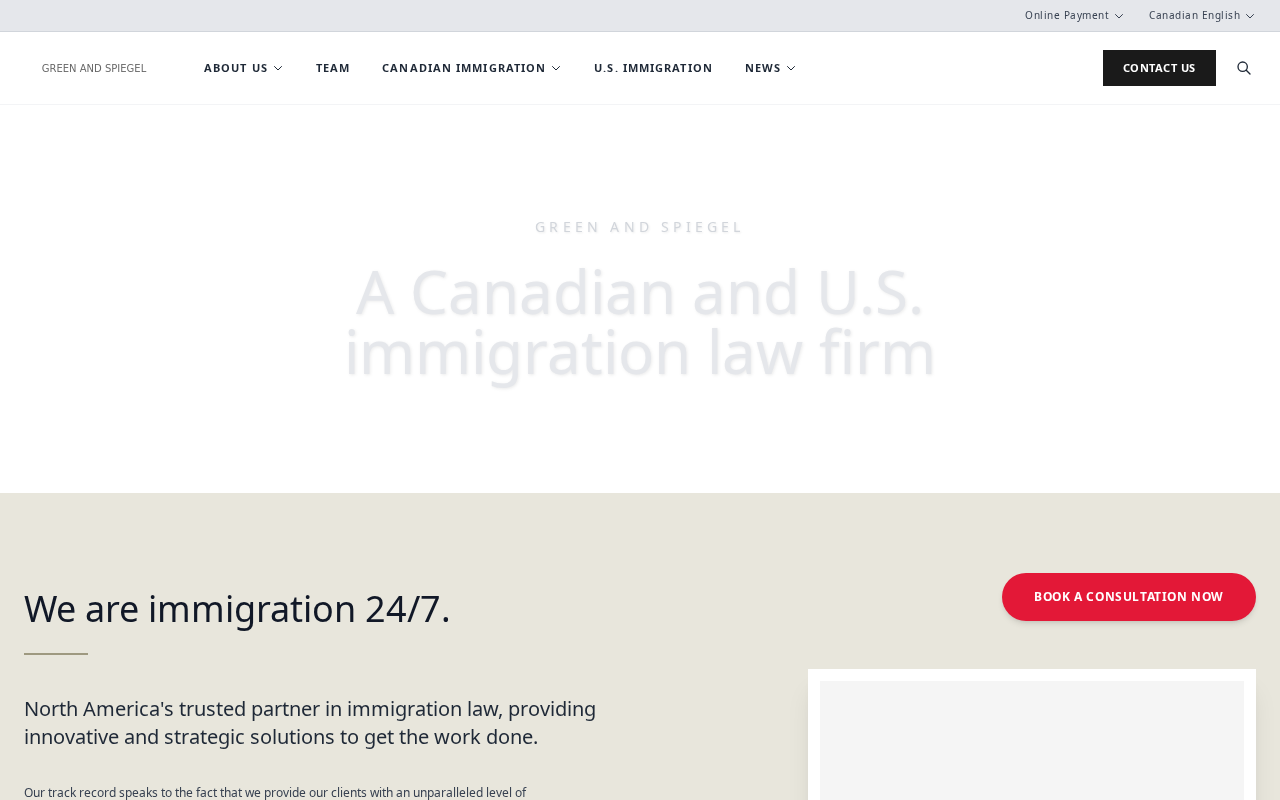 Online Payment
Canadian English
GREEN AND SPIEGEL
ABOUT US
TEAM
CANADIAN IMMIGRATION
U.S. IMMIGRATION
NEWS
CONTACT US
GREEN AND SPIEGEL
A Canadian and U.S.
immigration law firm
We are immigration 24/7.
BOOK A CONSULTATION NOW
North America's trusted partner in immigration law, providing
innovative and strategic solutions to get the work done.
Our track record speaks to the fact that we provide our clients with an unparalleled level of